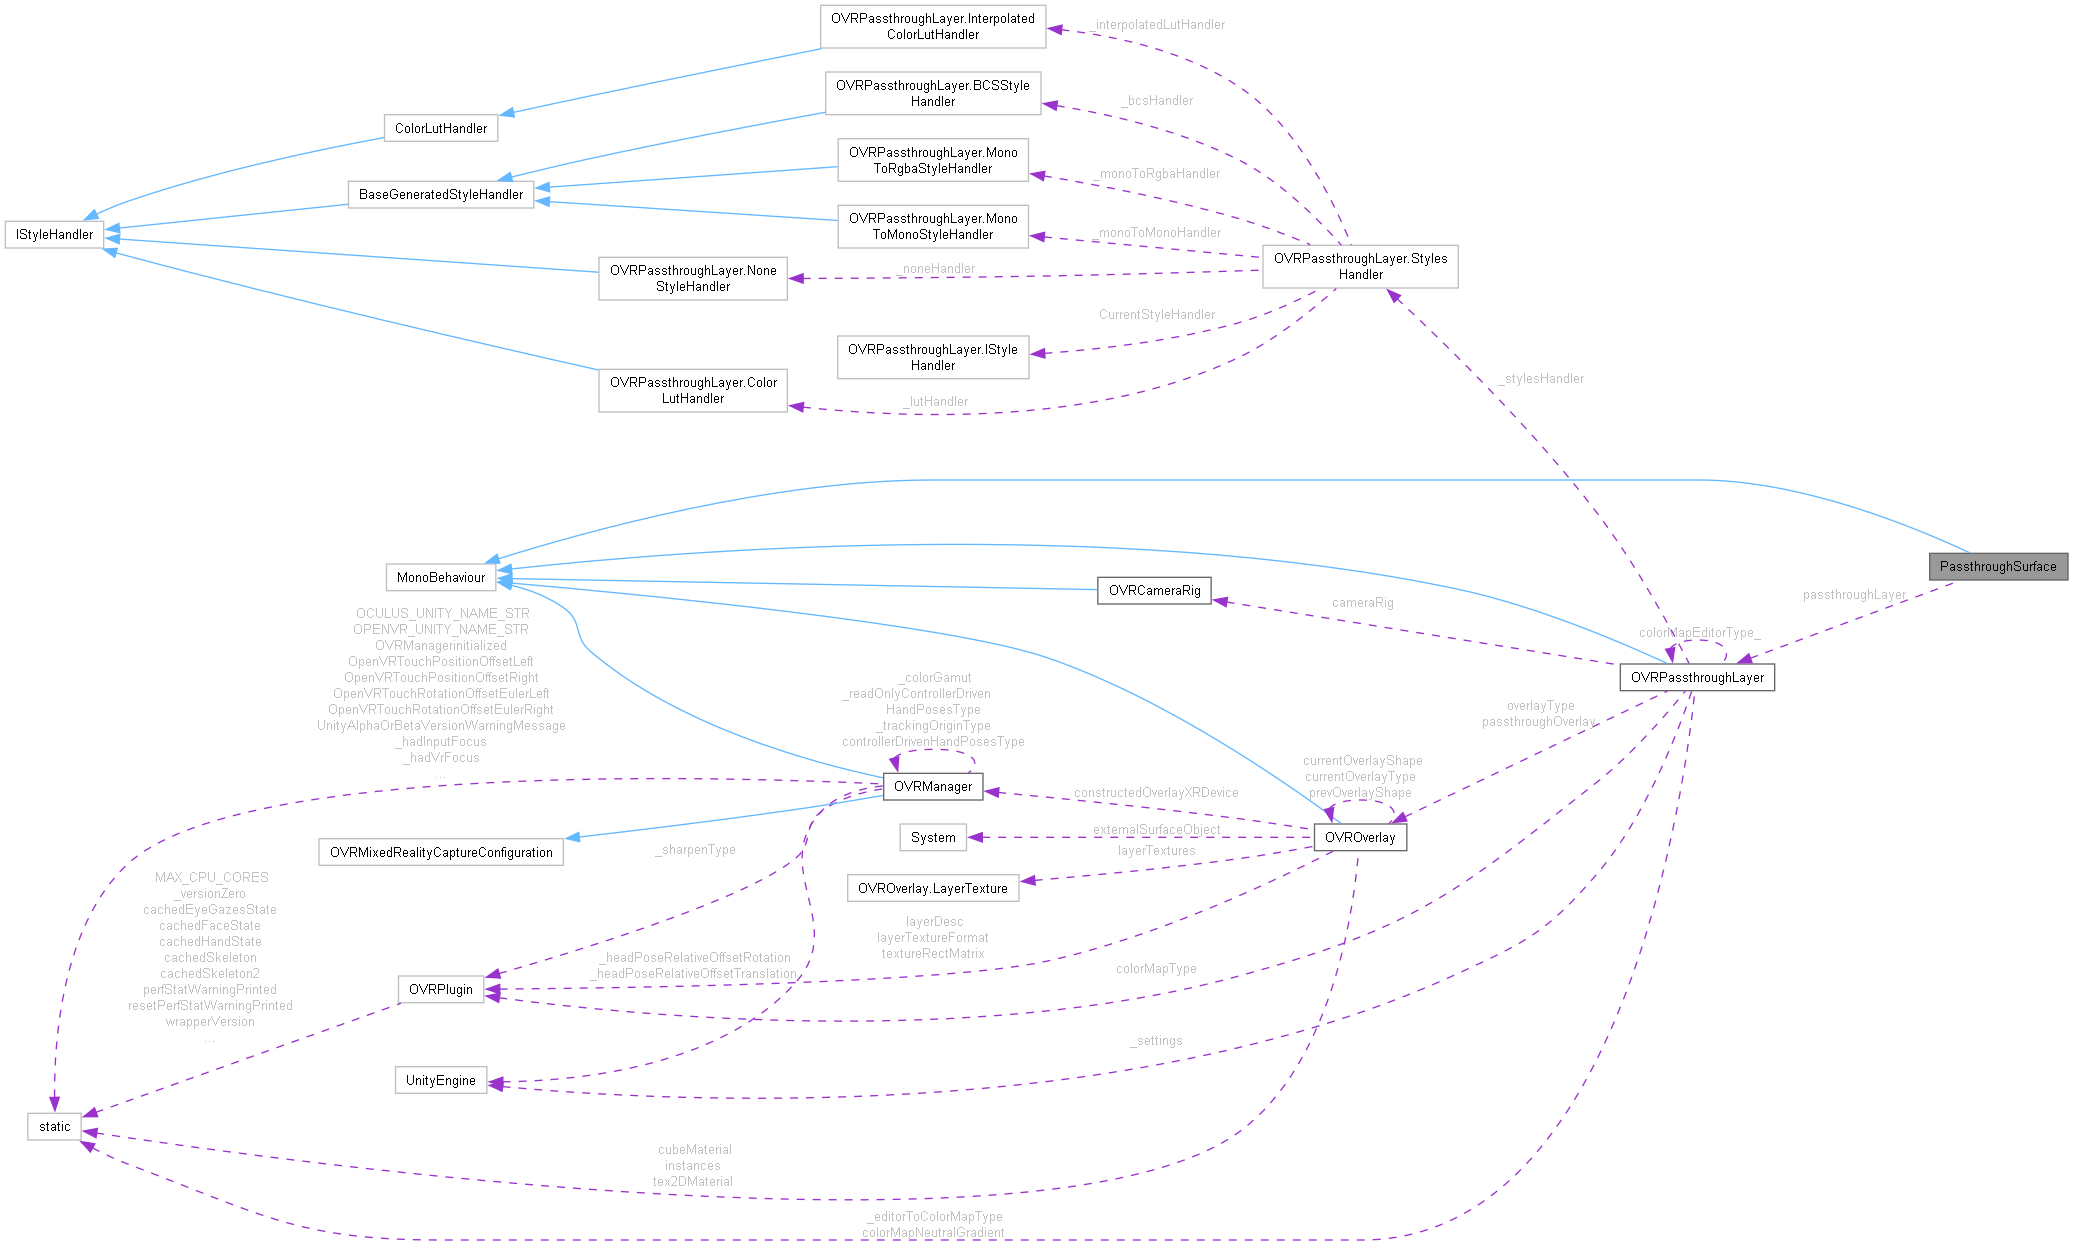 OVRPassthroughLayer.Interpolated
ColorLutHandler
_interpolatedLutHandler
OVRPassthroughLayer.BCSStyle
Handler
_bcsHandler
ColorLutHandler
OVRPassthroughLayer.Mono
ToRgbaStyleHandler
_monoToRgbaHandler
BaseGeneratedStyleHandler
OVRPassthroughLayer.Mono
ToMonoStyleHandler
_monoToMonoHandler
IStyleHandler
OVRPassthroughLayer.None
StyleHandler
_noneHandler
OVRPassthroughLayer.Styles
Handler
CurrentStyleHandler
OVRPassthroughLayer.IStyle
Handler
OVRPassthroughLayer.Color
LutHandler
_lutHandler
_stylesHandler
MonoBehaviour
OVRCameraRig
cameraRig
PassthroughSurface
passthroughLayer
colorMapEditorType_
OVRPassthroughLayer
OCULUS_UNITY_NAME_STR
OPENVR_UNITY_NAME_STR
OVRManagerinitialized
OpenVRTouchPositionOffsetLeft
OpenVRTouchPositionOffsetRight
OpenVRTouchRotationOffsetEulerLeft
OpenVRTouchRotationOffsetEulerRight
UnityAlphaOrBetaVersionWarningMessage
_hadInputFocus
_hadVrFocus
...
_colorGamut
_readOnlyControllerDriven
HandPosesType
_trackingOriginType
controllerDrivenHandPosesType
OVRManager
overlayType
passthroughOverlay
currentOverlayShape
currentOverlayType
prevOverlayShape
constructedOverlayXRDevice
OVROverlay
System
externalSurfaceObject
layerTextures
OVRMixedRealityCaptureConfiguration
_sharpenType
OVROverlay.LayerTexture
MAX_CPU_CORES
_versionZero
cachedEyeGazesState
cachedFaceState
cachedHandState
cachedSkeleton
cachedSkeleton2
perfStatWarningPrinted
resetPerfStatWarningPrinted
wrapperVersion
...
layerDesc
layerTextureFormat
textureRectMatrix
_headPoseRelativeOffsetRotation
_headPoseRelativeOffsetTranslation
OVRPlugin
colorMapType
_settings
UnityEngine
static
cubeMaterial
instances
tex2DMaterial
_editorToColorMapType
colorMapNeutralGradient